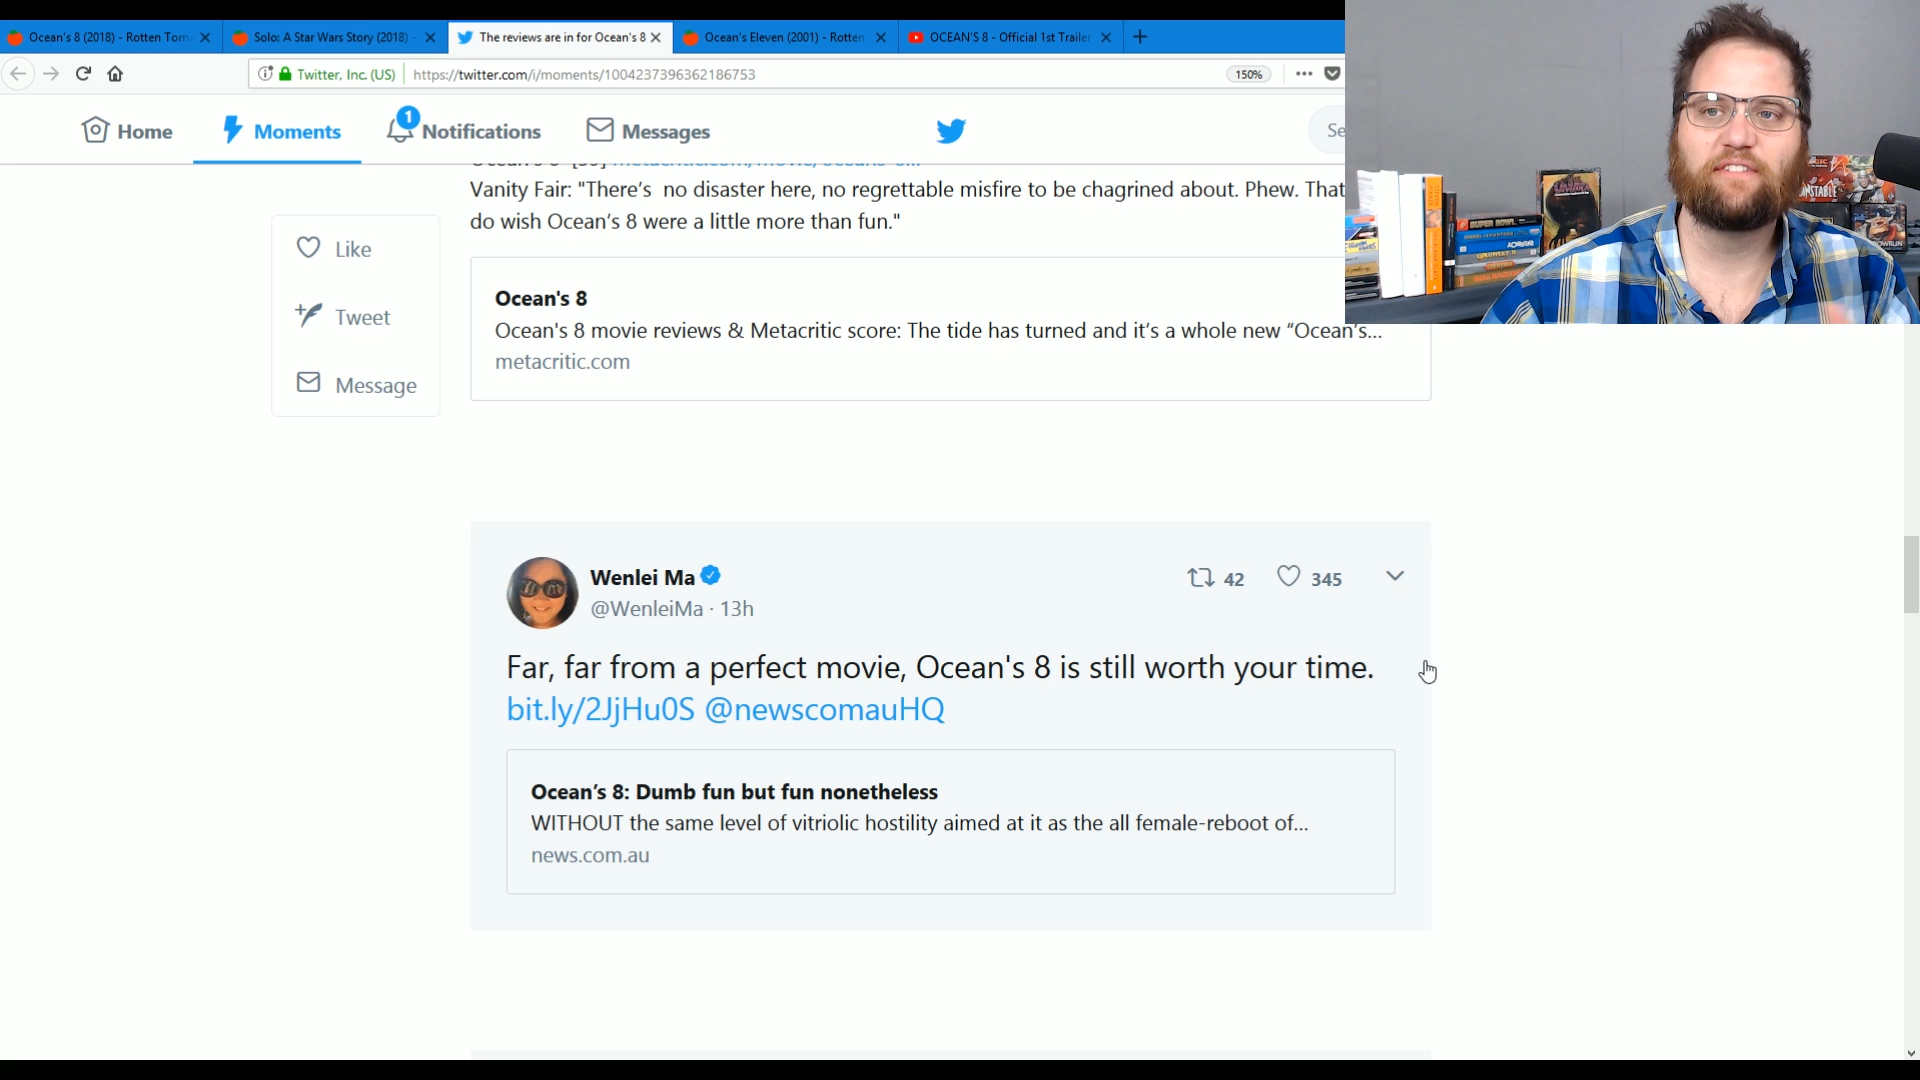 Ocean's 8 (2018) - Rotten Tom
Solo: A Star Wars Story (2018) -
The reviews are in for Ocean's 8
Ocean's Eleven (2001) - Rotten
OCEAN'S 8 - Official 1st Trailer
Twitter, Inc. (US)
https://twitter.com/i/moments/1004237396362186753
150%
Home
Moments
1
Notifications
Messages
Se
Vanity Fair: "There's no disaster here, no regrettable misfire to be chagrined about. Phew. That
do wish Ocean's 8 were a little more than fun."
Like
Tweet
Message
Ocean's 8
Ocean's 8 movie reviews & Metacritic score: The tide has turned and it's a whole new "Ocean's...
metacritic.com
Wenlei Ma
@WenleiMa · 13h
42
345
Far, far from a perfect movie, Ocean's 8 is still worth your time.
bit.ly/2JjHu0S @newscomauHQ
Ocean's 8: Dumb fun but fun nonetheless
WITHOUT the same level of vitriolic hostility aimed at it as the all female-reboot of...
news.com.au
SUPER BOWL